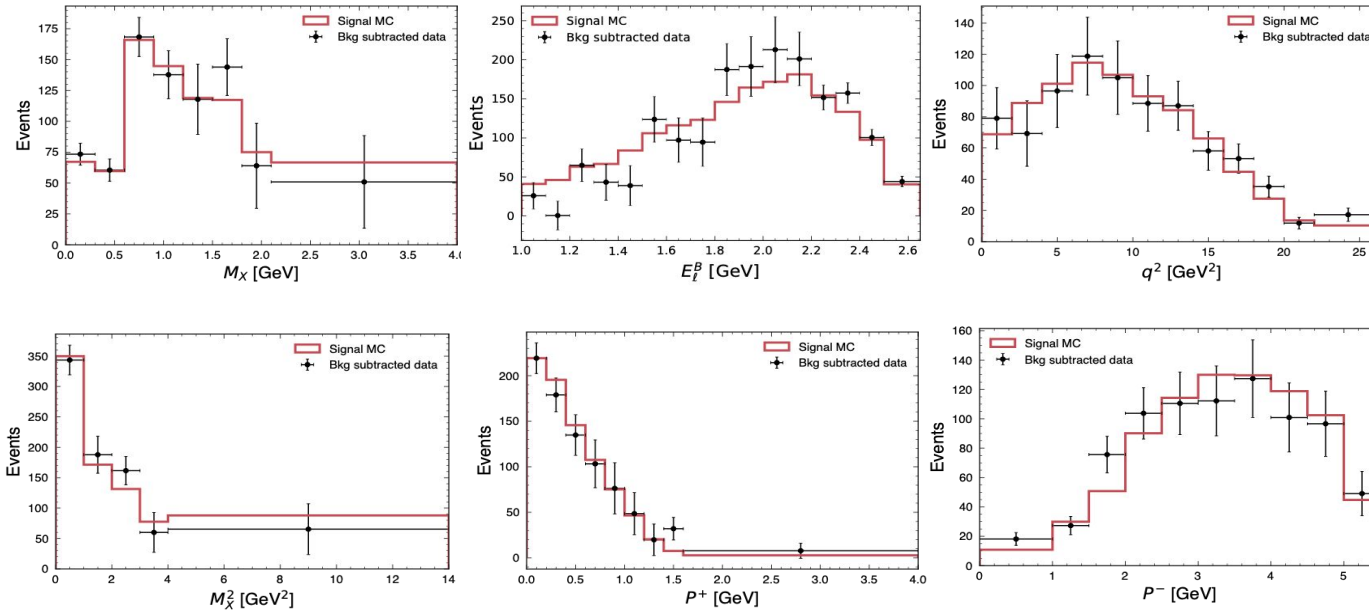 Signal MC
Bkg subtracted data
Events
175
150
125
100
75
50
25
0
0.0 0.5 1.0 1.5 2.0 2.5 3.0 3.5 4.0
M_X [GeV]
Signal MC
Bkg subtracted data
Events
250
200
150
100
50
0
1.0 1.2 1.4 1.6 1.8 2.0 2.2 2.4 2.6
E_ℓ^B [GeV]
Signal MC
Bkg subtracted data
Events
140
120
100
80
60
40
20
0
0 5 10 15 20 25
q² [GeV²]
Signal MC
Bkg subtracted data
Events
350
300
250
200
150
100
50
0
0 2 4 6 8 10 12 14
M_X² [GeV²]
Signal MC
Bkg subtracted data
Events
200
150
100
50
0
0.0 0.5 1.0 1.5 2.0 2.5 3.0 3.5 4.0
P⁺ [GeV]
Signal MC
Bkg subtracted data
Events
160
140
120
100
80
60
40
20
0
0 1 2 3 4 5
P⁻ [GeV]